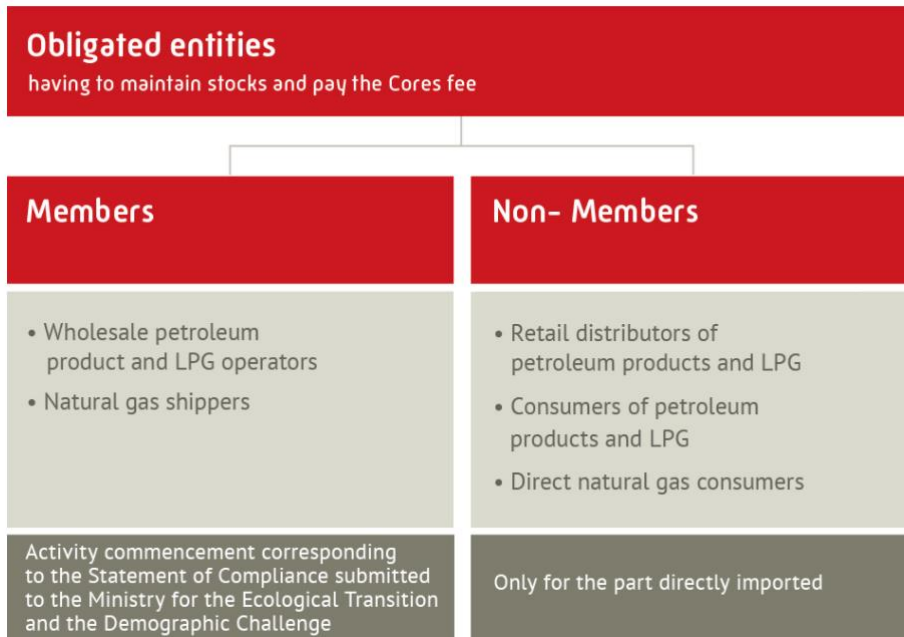 Obligated entities
having to maintain stocks and pay the Cores fee
Members
• Wholesale petroleum
product and LPG operators
• Natural gas shippers
Activity commencement corresponding
to the Statement of Compliance submitted
to the Ministry for the Ecological Transition
and the Demographic Challenge
Non- Members
• Retail distributors of
petroleum products and LPG
• Consumers of petroleum
products and LPG
• Direct natural gas consumers
Only for the part directly imported